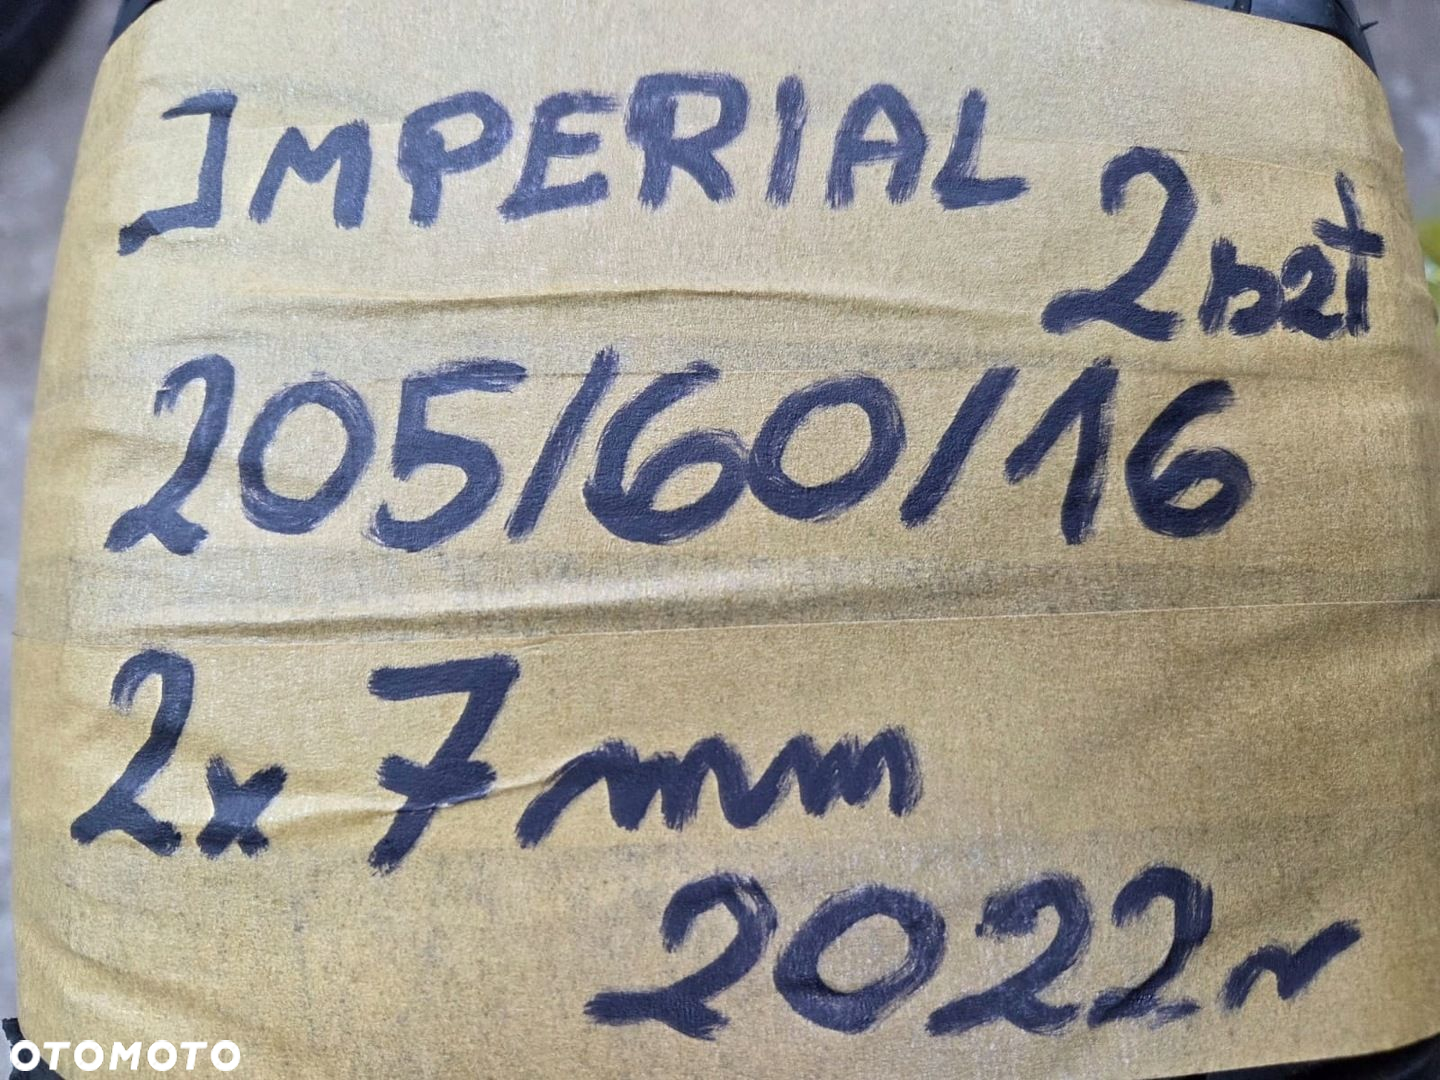 IMPERIAL
2szt
205/60/16
2x 7mm
2022r
OTOMOTO